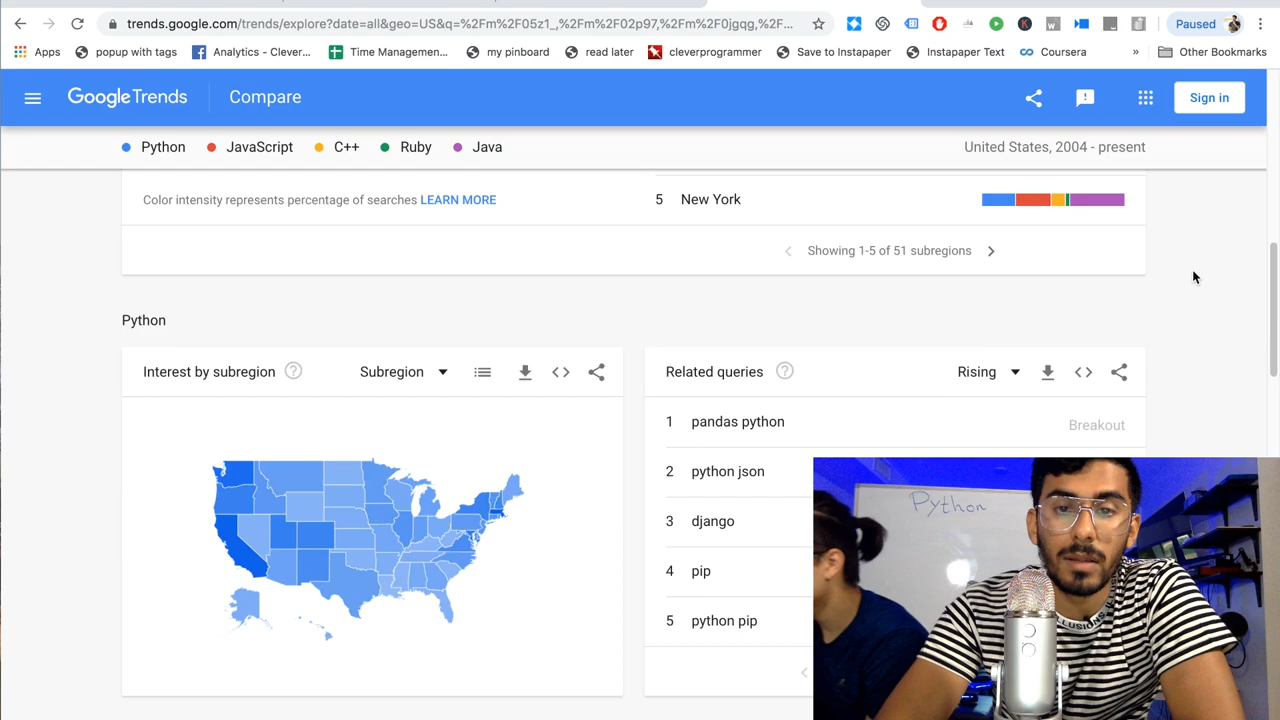 trends.google.com/trends/explore?date=all&geo=US&q=%2Fm%2F05z1_,%2Fm%2F02p97,%2Fm%2F0jgqg,%2F...
Paused
Apps
popup with tags
Analytics - Clever...
Time Managemen...
my pinboard
read later
cleverprogrammer
Save to Instapaper
Instapaper Text
Coursera
»
Other Bookmarks
Google Trends
Compare
Sign in
Python
JavaScript
C++
Ruby
Java
United States, 2004 - present
Color intensity represents percentage of searches LEARN MORE
5 New York
Showing 1-5 of 51 subregions
Python
Interest by subregion
Subregion
Related queries
Rising
1 pandas python
Breakout
2 python json
3 django
4 pip
5 python pip
Python
ILLUSIONS